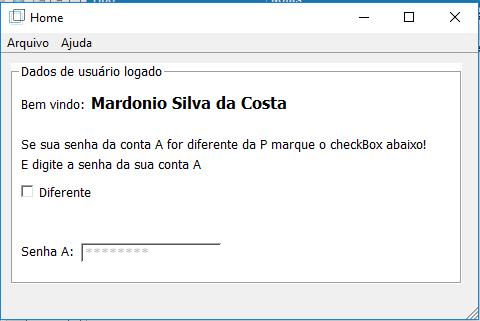 Home
Arquivo Ajuda
Dados de usuário logado
Bem vindo: Mardonio Silva da Costa
Se sua senha da conta A for diferente da P marque o checkBox abaixo!
E digite a senha da sua conta A
Diferente
Senha A: ********